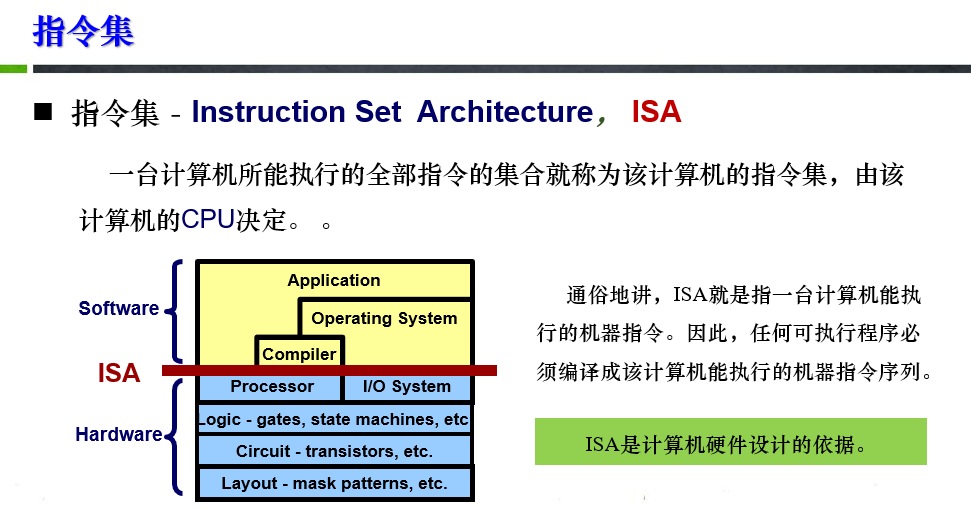 指令集
■ 指令集 - Instruction Set Architecture， ISA
一台计算机所能执行的全部指令的集合就称为该计算机的指令集，由该
计算机的CPU决定。 。
Software
ISA
Hardware
Application
Operating System
Compiler
Processor
I/O System
Logic - gates, state machines, etc
Circuit - transistors, etc.
Layout - mask patterns, etc.
通俗地讲，ISA就是指一台计算机能执
行的机器指令。因此，任何可执行程序必
须编译成该计算机能执行的机器指令序列。
ISA是计算机硬件设计的依据。